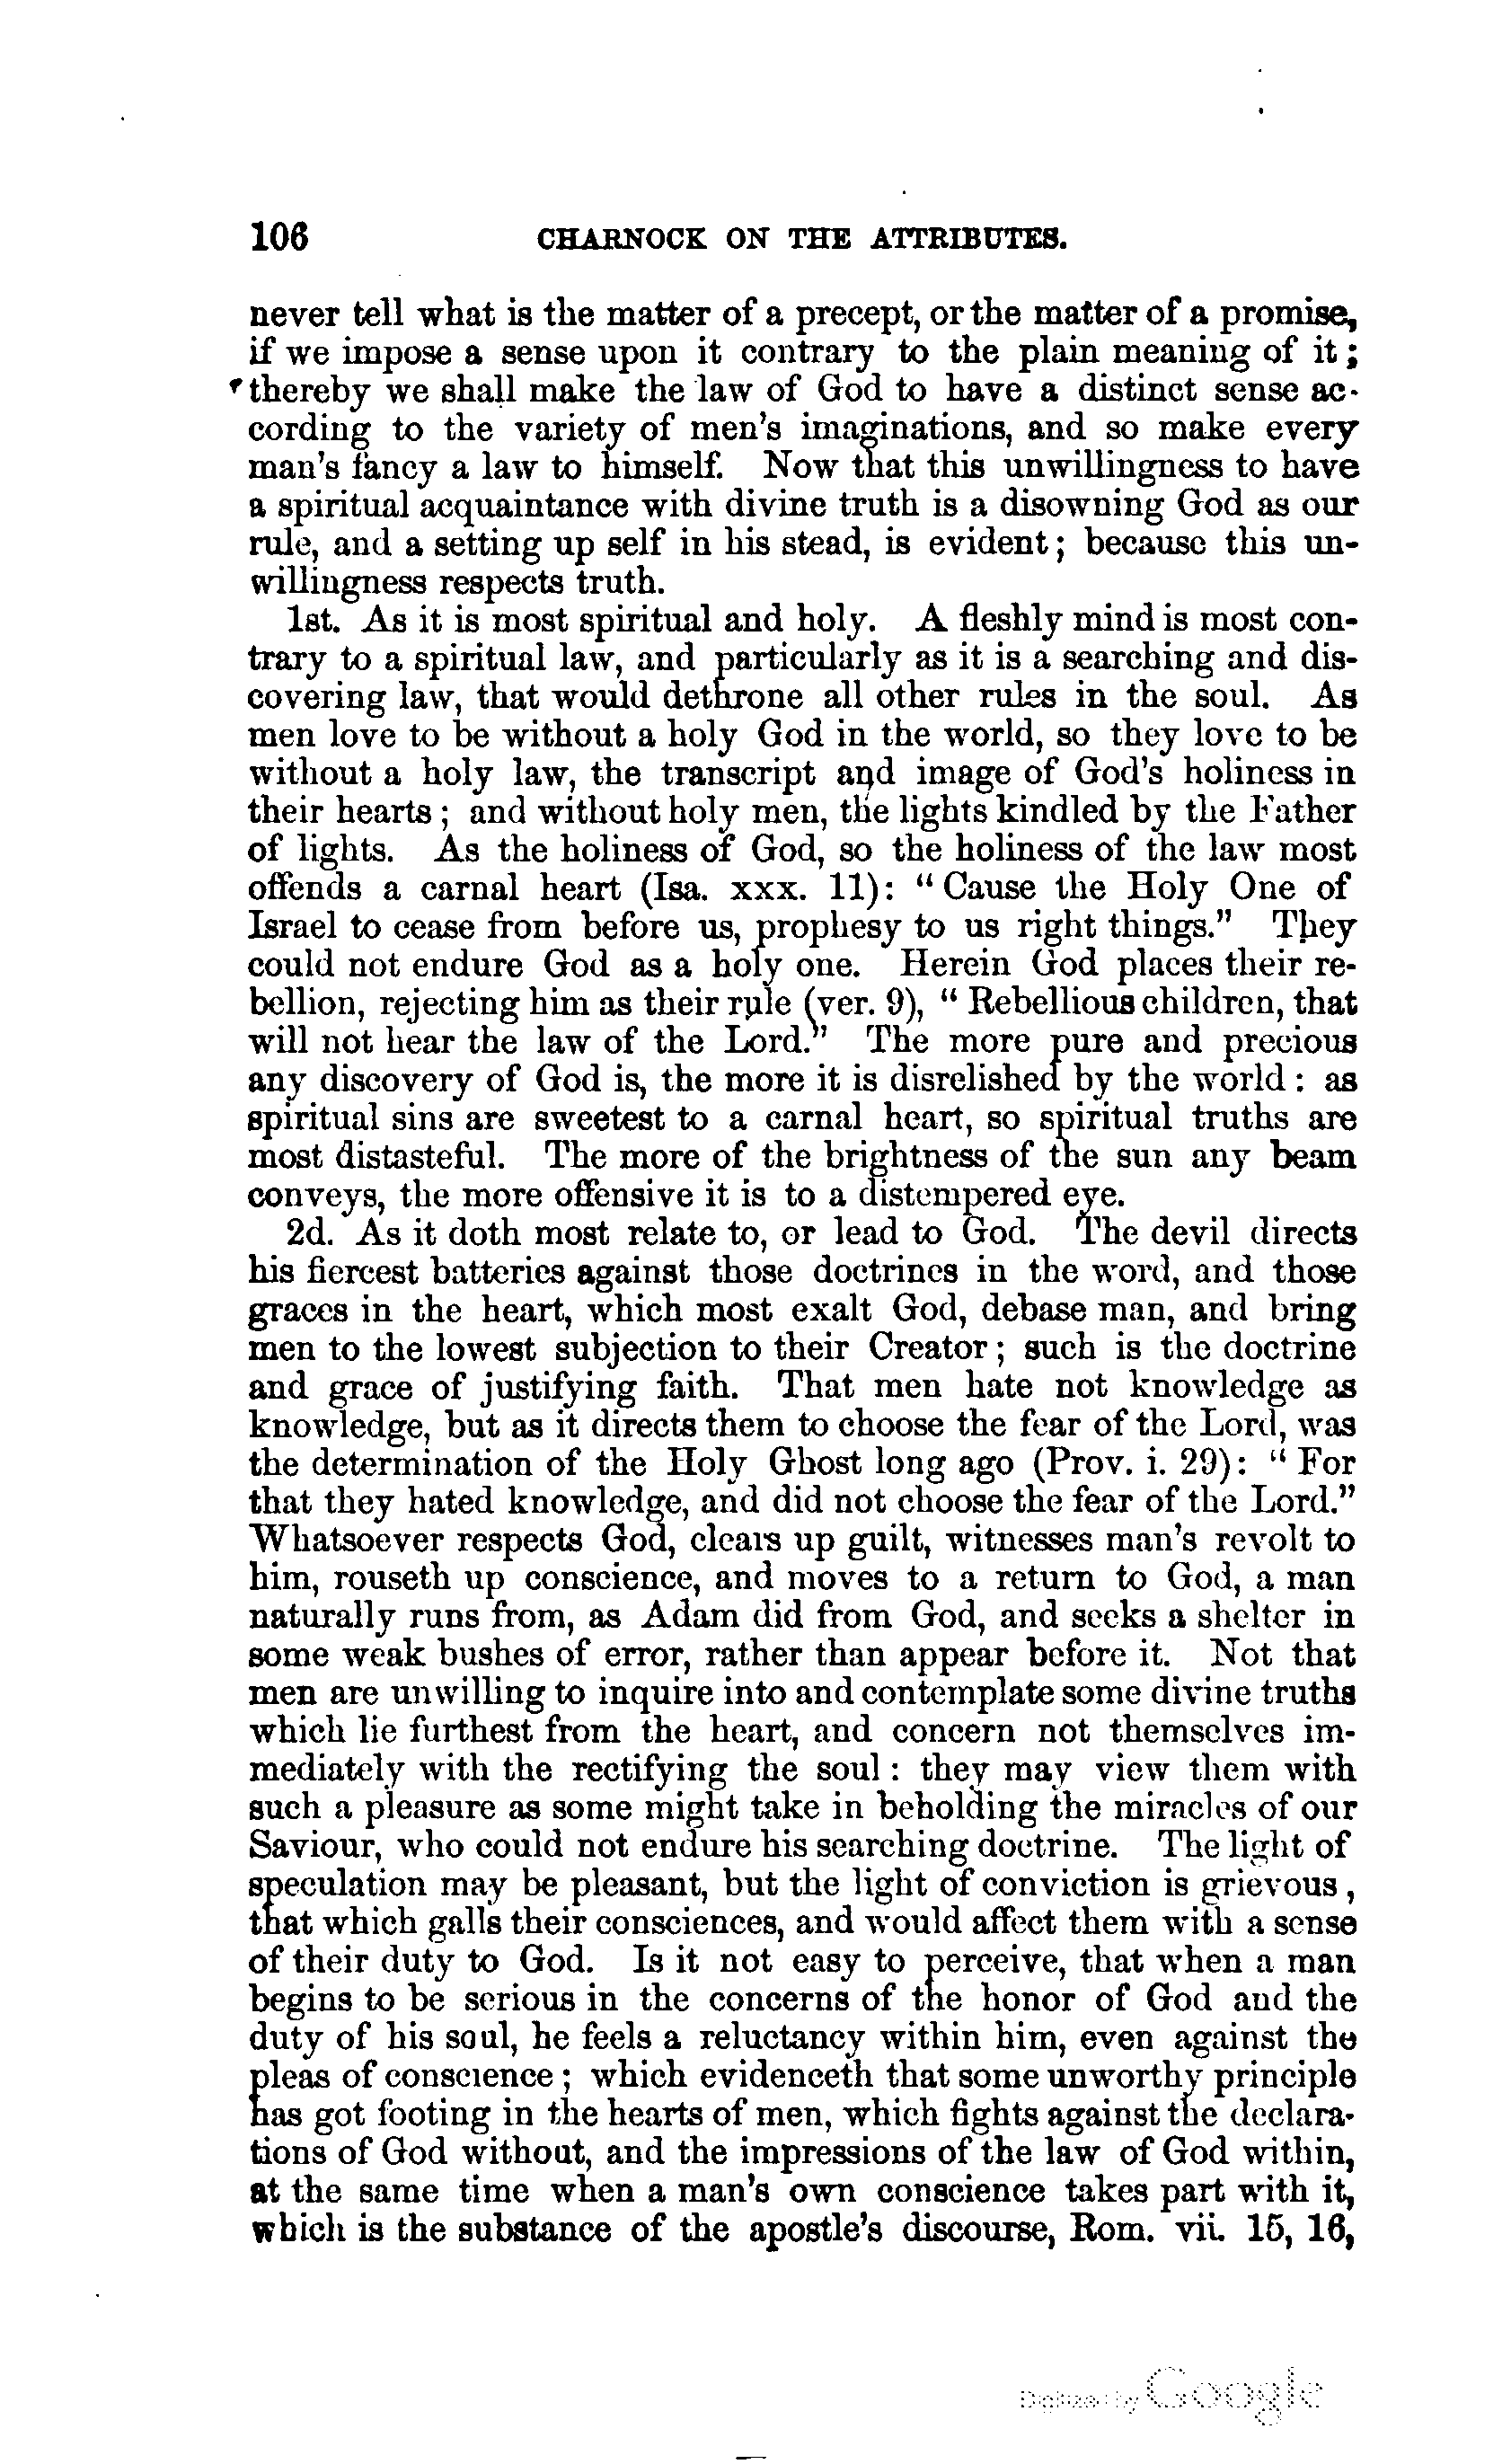 106 CHARNOCK ON THE ATTRIBUTES.
never tell what is the matter of a precept, or the matter of a promise,
if we impose a sense upon it contrary to the plain meaning of it;
thereby we shall make the law of God to have a distinct sense ac-
cording to the variety of men's imaginations, and so make every
man's fancy a law to himself. Now that this unwillingness to have
a spiritual acquaintance with divine truth is a disowning God as our
rule, and a setting up self in his stead, is evident; because this un-
willingness respects truth.
1st. As it is most spiritual and holy. A fleshly mind is most con-
trary to a spiritual law, and particularly as it is a searching and dis-
covering law, that would dethrone all other rules in the soul. As
men love to be without a holy God in the world, so they love to be
without a holy law, the transcript and image of God's holiness in
their hearts; and without holy men, the lights kindled by the Father
of lights. As the holiness of God, so the holiness of the law most
offends a carnal heart (Isa. xxx. 11): "Cause the Holy One of
Israel to cease from before us, prophesy to us right things." They
could not endure God as a holy one. Herein God places their re-
bellion, rejecting him as their rule (ver. 9), "Rebellious children, that
will not hear the law of the Lord." The more pure and precious
any discovery of God is, the more it is disrelished by the world: as
spiritual sins are sweetest to a carnal heart, so spiritual truths are
most distasteful. The more of the brightness of the sun any beam
conveys, the more offensive it is to a distempered eye.
2d. As it doth most relate to, or lead to God. The devil directs
his fiercest batteries against those doctrines in the word, and those
graces in the heart, which most exalt God, debase man, and bring
men to the lowest subjection to their Creator; such is the doctrine
and grace of justifying faith. That men hate not knowledge as
knowledge, but as it directs them to choose the fear of the Lord, was
the determination of the Holy Ghost long ago (Prov. i. 29): "For
that they hated knowledge, and did not choose the fear of the Lord."
Whatsoever respects God, clears up guilt, witnesses man's revolt to
him, rouseth up conscience, and moves to a return to God, a man
naturally runs from, as Adam did from God, and seeks a shelter in
some weak bushes of error, rather than appear before it. Not that
men are unwilling to inquire into and contemplate some divine truths
which lie furthest from the heart, and concern not themselves im-
mediately with the rectifying the soul: they may view them with
such a pleasure as some might take in beholding the miracles of our
Saviour, who could not endure his searching doctrine. The light of
speculation may be pleasant, but the light of conviction is grievous,
that which galls their consciences, and would affect them with a sense
of their duty to God. Is it not easy to perceive, that when a man
begins to be serious in the concerns of the honor of God and the
duty of his soul, he feels a reluctancy within him, even against the
pleas of conscience; which evidenceth that some unworthy principle
has got footing in the hearts of men, which fights against the declara-
tions of God without, and the impressions of the law of God within,
at the same time when a man's own conscience takes part with it,
which is the substance of the apostle's discourse, Rom. vii. 15, 16,
Digitized by Google